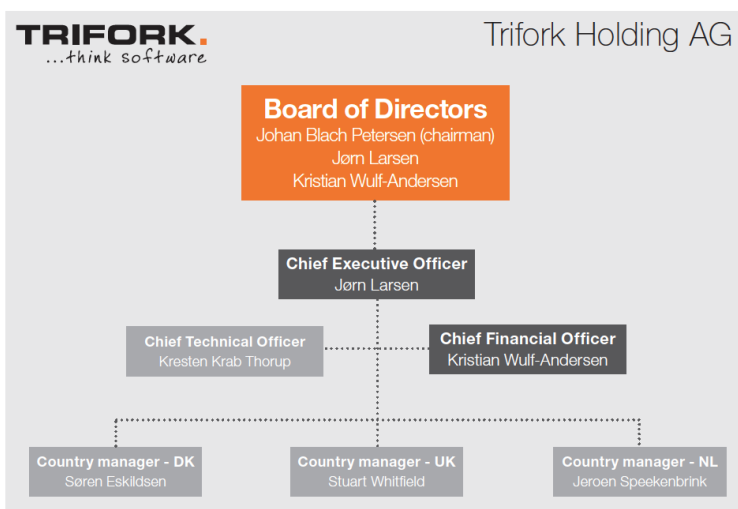 TRIFORK.
...think software
Trifork Holding AG
Board of Directors
Johan Blach Petersen (chairman)
Jørn Larsen
Kristian Wulf-Andersen
Chief Executive Officer
Jørn Larsen
Chief Technical Officer
Kresten Krab Thorup
Chief Financial Officer
Kristian Wulf-Andersen
Country manager - DK
Søren Eskildsen
Country manager - UK
Stuart Whitfield
Country manager - NL
Jeroen Speekenbrink